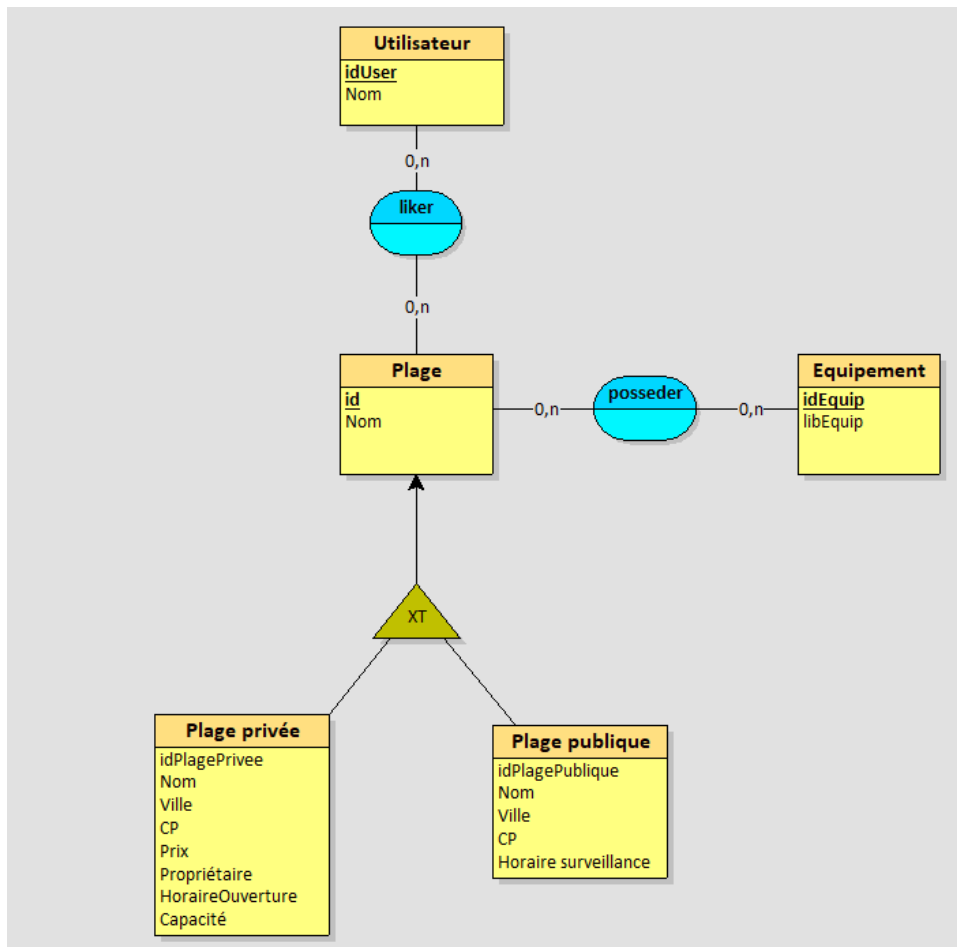 Utilisateur
idUser
Nom
0,n
liker
0,n
Plage
id
Nom
0,n
posseder
0,n
Equipement
idEquip
libEquip
XT
Plage privée
idPlagePrivee
Nom
Ville
CP
Prix
Propriétaire
HoraireOuverture
Capacité
Plage publique
idPlagePublique
Nom
Ville
CP
Horaire surveillance